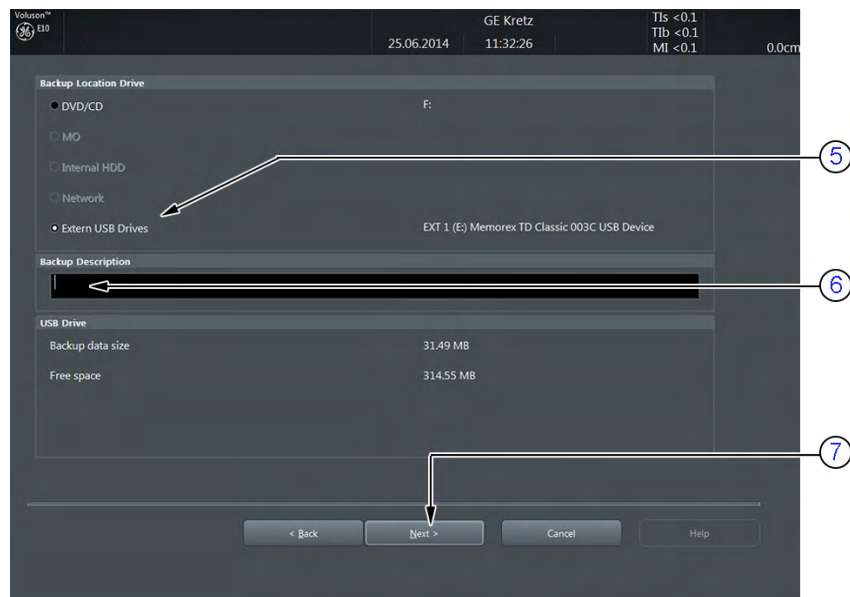 Voluson™
E10
GE Kretz
25.06.2014 11:32:26
TIs <0.1
TIb <0.1
MI <0.1
0.0cm
Backup Location Drive
DVD/CD F:
MO
Internal HDD
Network
Extern USB Drives EXT 1 (E:) Memorex TD Classic 003C USB Device
Backup Description
USB Drive
Backup data size 31.49 MB
Free space 314.55 MB
< Back Next > Cancel Help
5
6
7